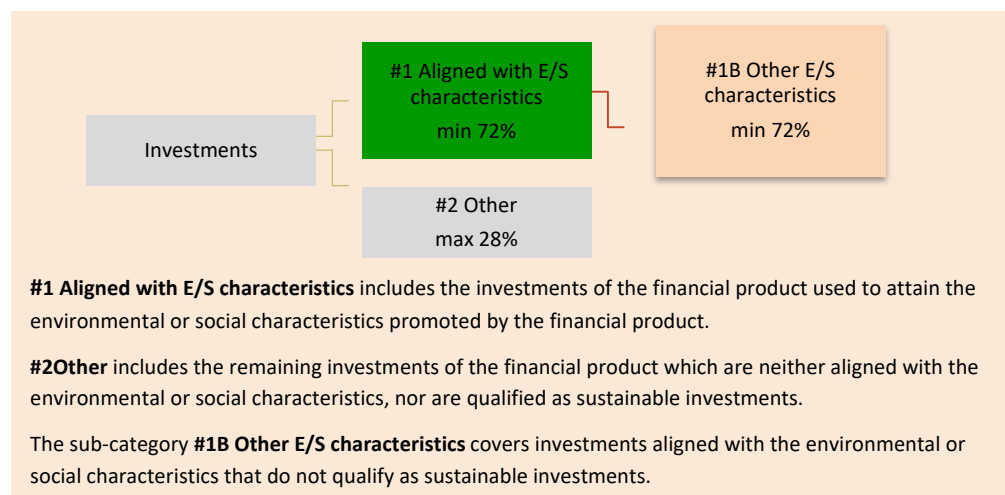 #1 Aligned with E/S
characteristics
min 72%
#1B Other E/S
characteristics
min 72%
Investments
#2 Other
max 28%
#1 Aligned with E/S characteristics includes the investments of the financial product used to attain the
environmental or social characteristics promoted by the financial product.
#2Other includes the remaining investments of the financial product which are neither aligned with the
environmental or social characteristics, nor are qualified as sustainable investments.
The sub-category #1B Other E/S characteristics covers investments aligned with the environmental or
social characteristics that do not qualify as sustainable investments.